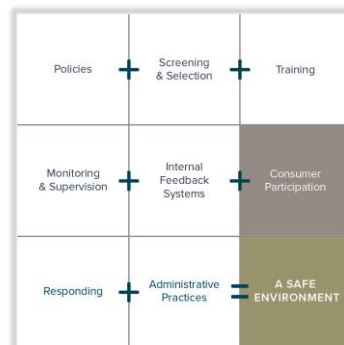 Policies + Screening + Training
& Selection
Monitoring + Internal + Consumer
& Supervision Feedback Participation
Systems
Responding + Administrative = A SAFE
Practices ENVIRONMENT